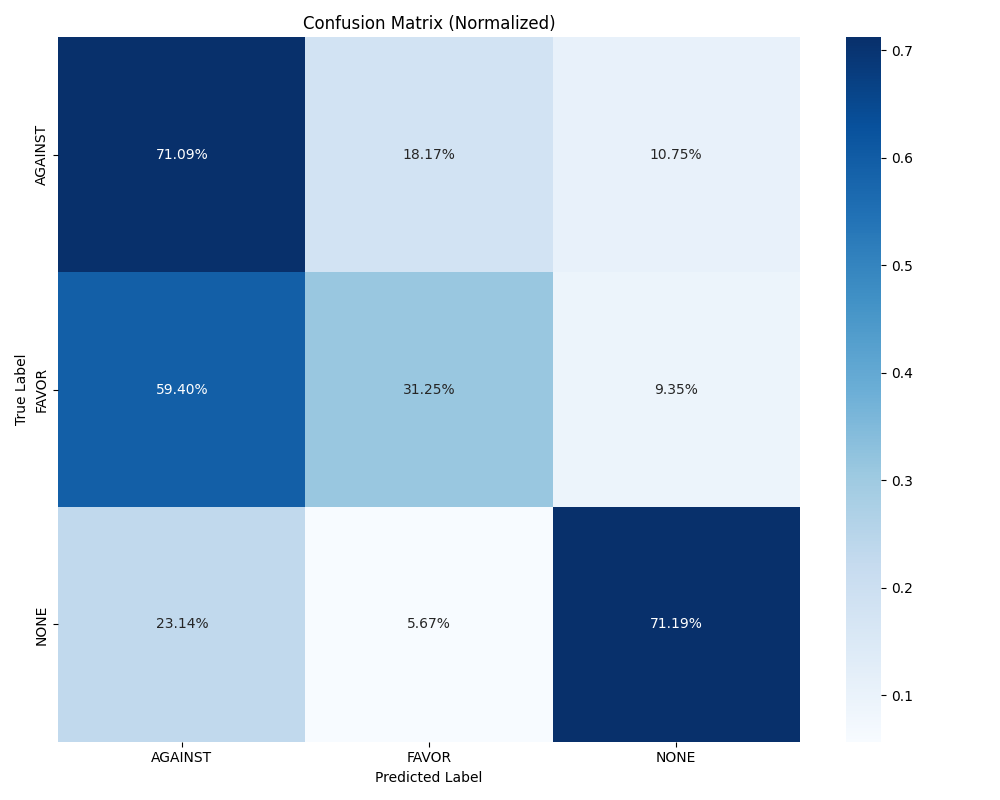 Confusion Matrix (Normalized)
True Label
AGAINST
71.09%
18.17%
10.75%
FAVOR
59.40%
31.25%
9.35%
NONE
23.14%
5.67%
71.19%
AGAINST
FAVOR
NONE
Predicted Label
0.7
0.6
0.5
0.4
0.3
0.2
0.1